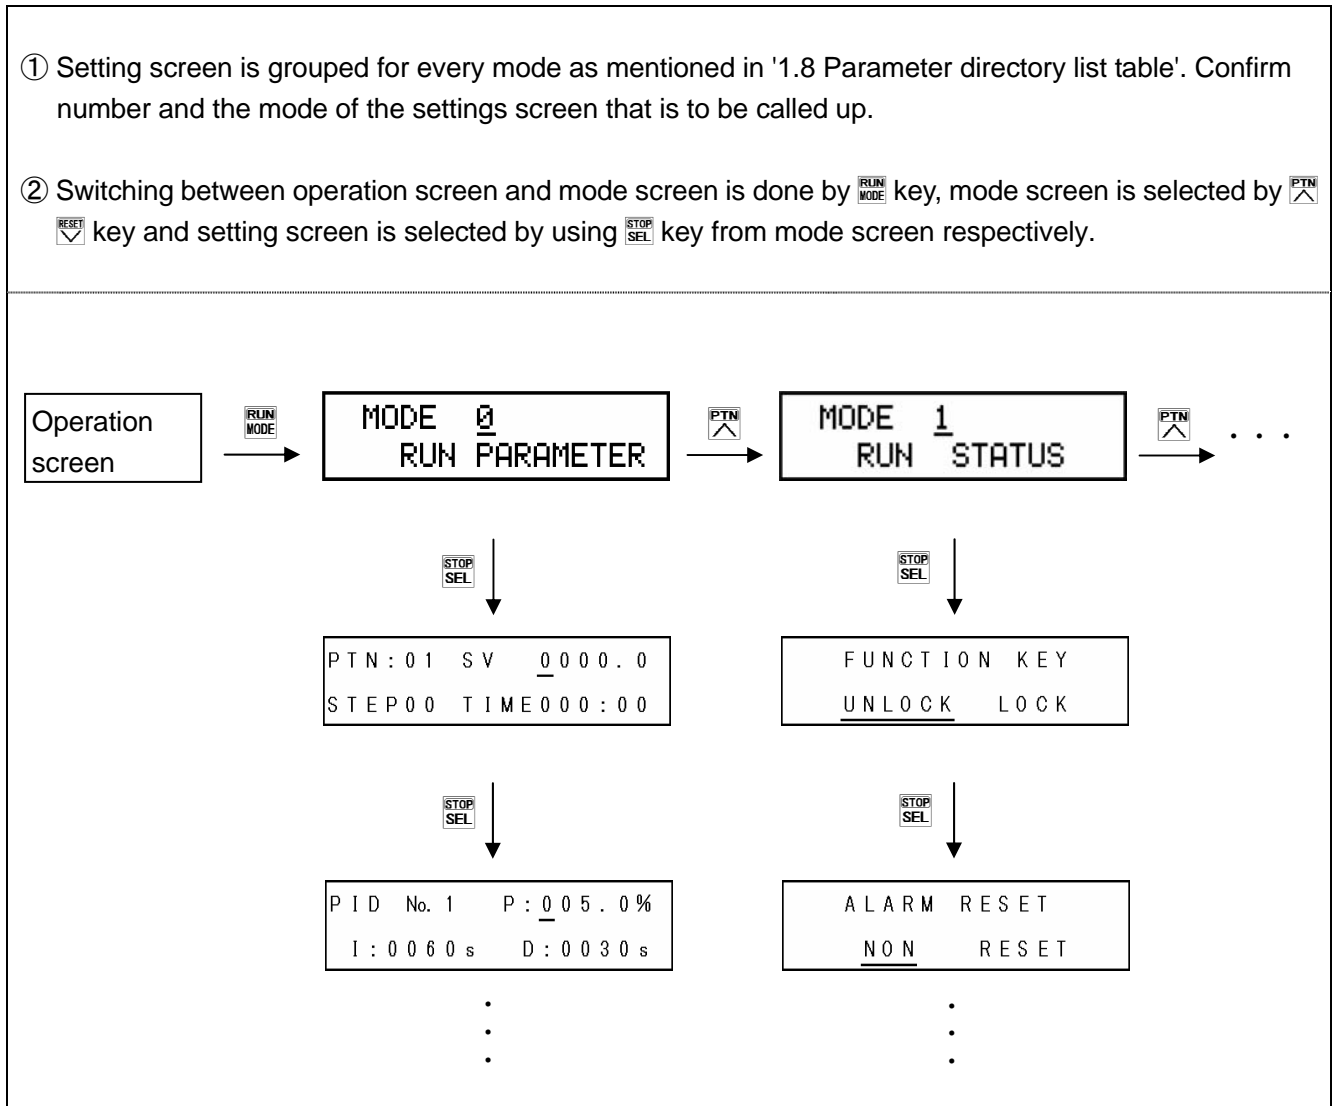 ① Setting screen is grouped for every mode as mentioned in '1.8 Parameter directory list table'. Confirm
number and the mode of the settings screen that is to be called up.
② Switching between operation screen and mode screen is done by RUN MODE key, mode screen is selected by PTN
RESET key and setting screen is selected by using STOP SEL key from mode screen respectively.
Operation
screen
RUN
MODE
MODE 0
RUN PARAMETER
PTN
MODE 1
RUN STATUS
PTN
. . .
STOP
SEL
STOP
SEL
PTN:01 SV 0000.0
STEP00 TIME000:00
FUNCTION KEY
UNLOCK LOCK
STOP
SEL
STOP
SEL
PID No.1 P:005.0%
I:0060s D:0030s
ALARM RESET
NON RESET